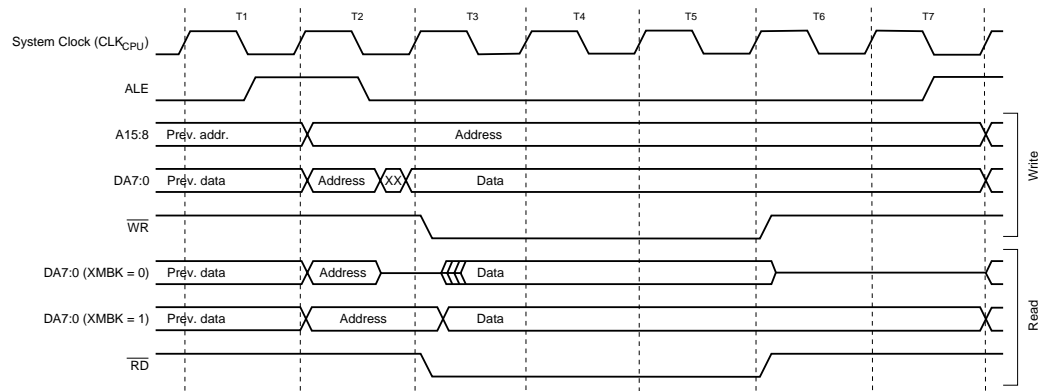 T1 T2 T3 T4 T5 T6 T7
System Clock (CLKCPU)
ALE
A15:8 Prev. addr. Address
DA7:0 Prev. data Address XX Data
WR
Write
DA7:0 (XMBK = 0) Prev. data Address Data
DA7:0 (XMBK = 1) Prev. data Address Data
RD
Read